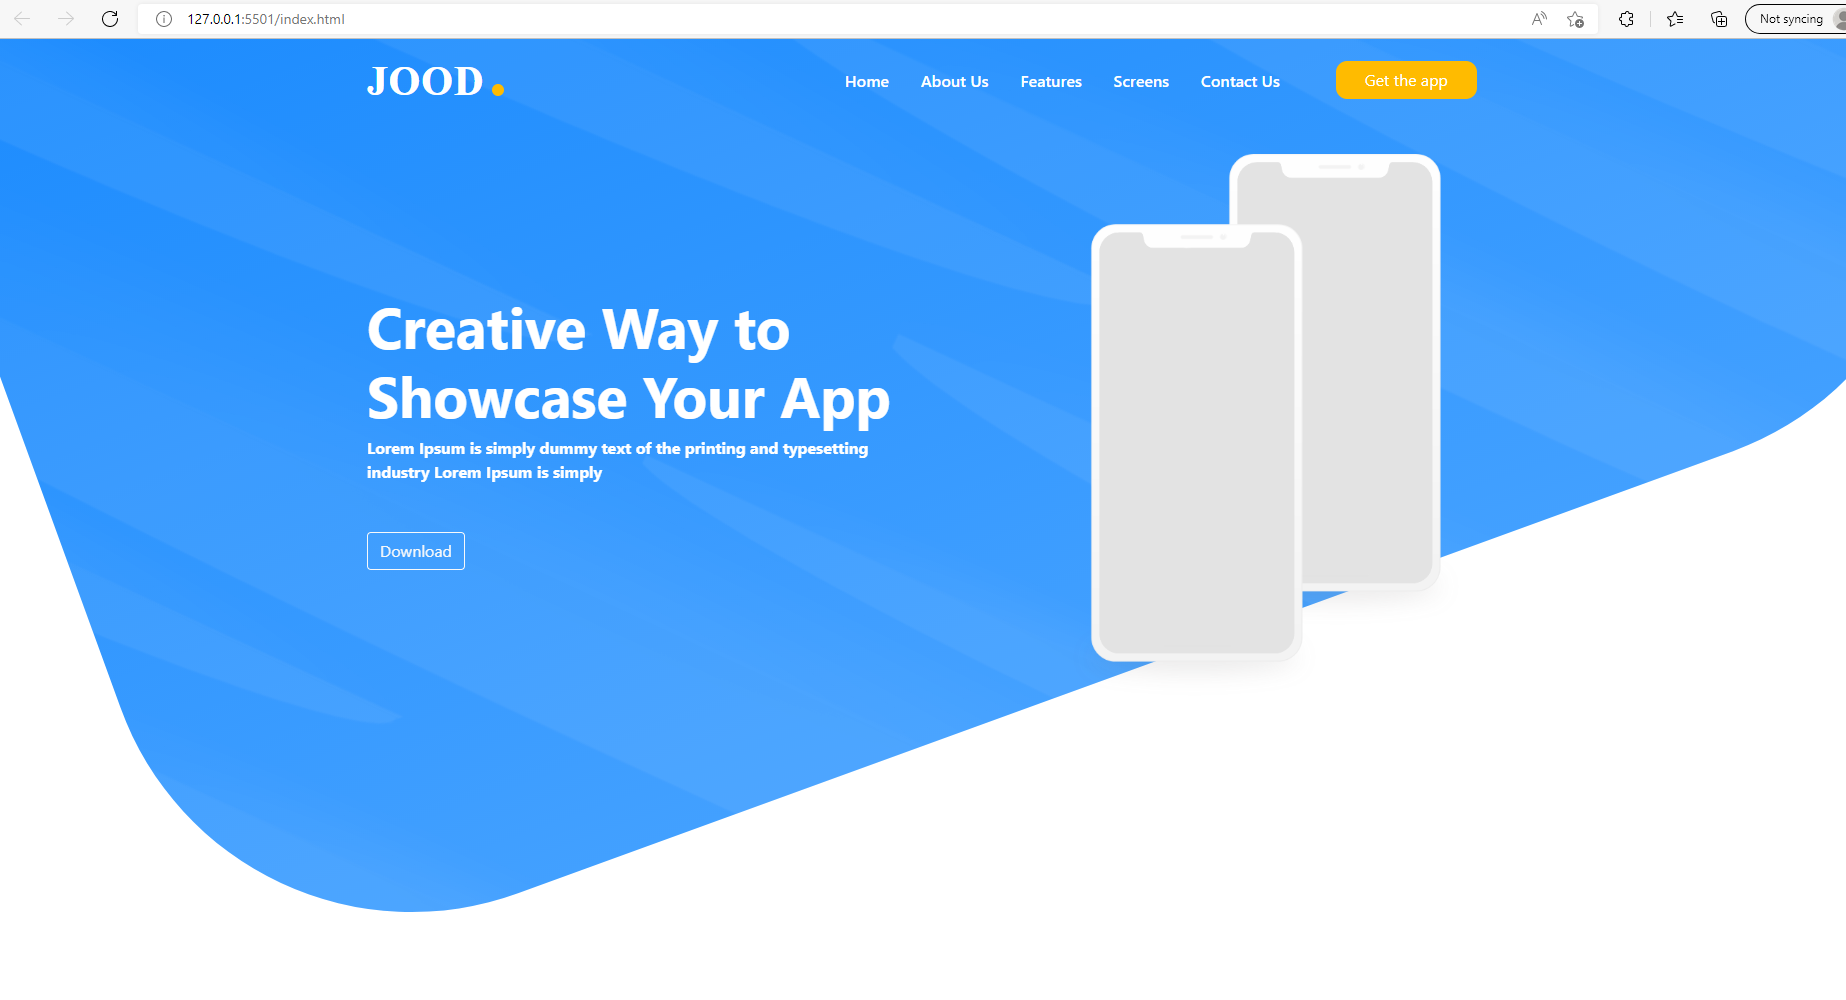 127.0.0.1:5501/index.html
Not syncing
JOOD.
Home About Us Features Screens Contact Us Get the app
Creative Way to
Showcase Your App
Lorem Ipsum is simply dummy text of the printing and typesetting
industry Lorem Ipsum is simply
Download